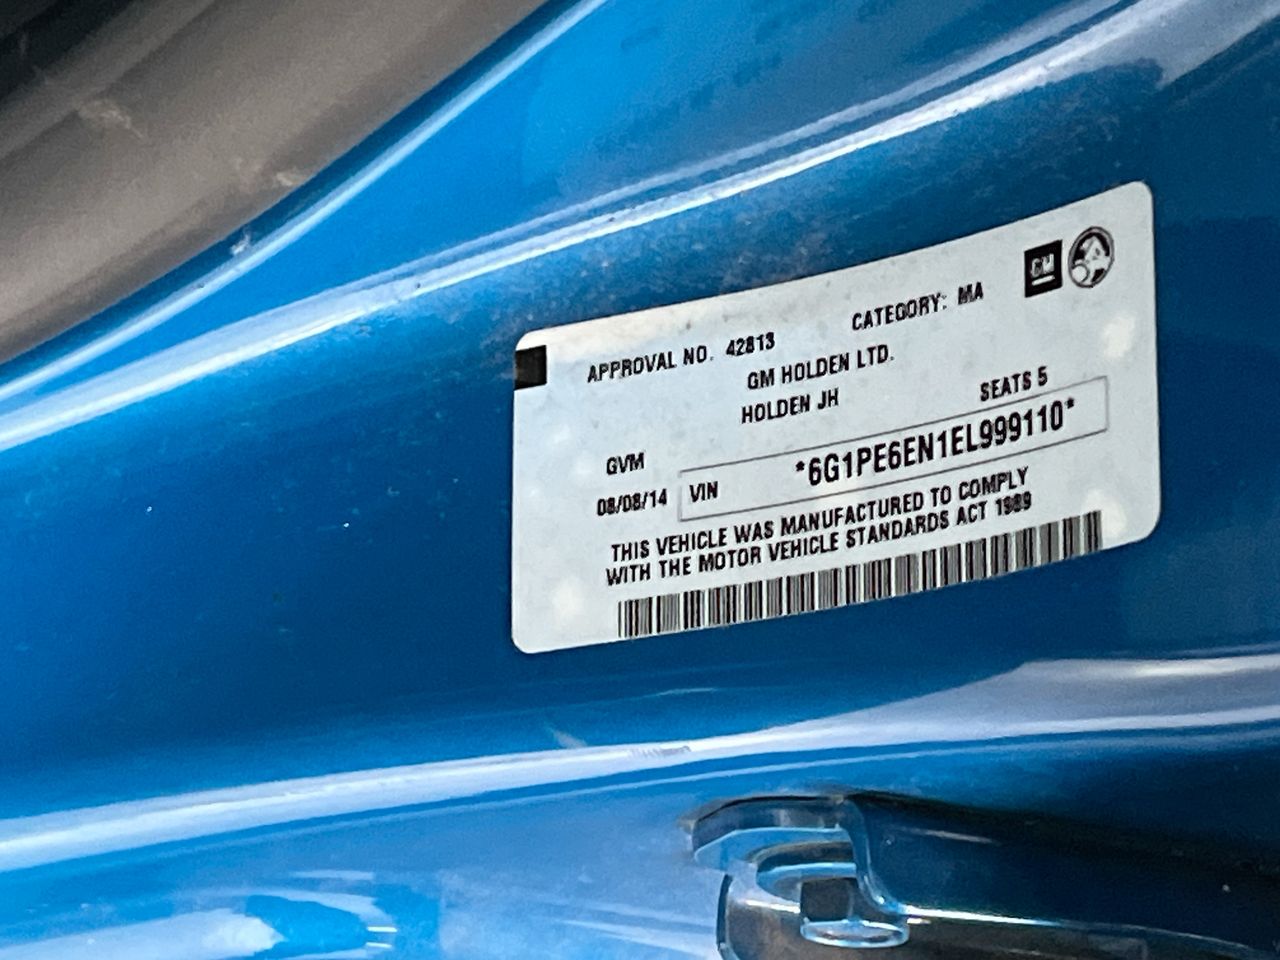 APPROVAL NO. 42813 CATEGORY: MA GM
GM HOLDEN LTD.
HOLDEN JH SEATS 5
GVM
08/08/14 VIN *6G1PE6EN1EL999110*
THIS VEHICLE WAS MANUFACTURED TO COMPLY
WITH THE MOTOR VEHICLE STANDARDS ACT 1989